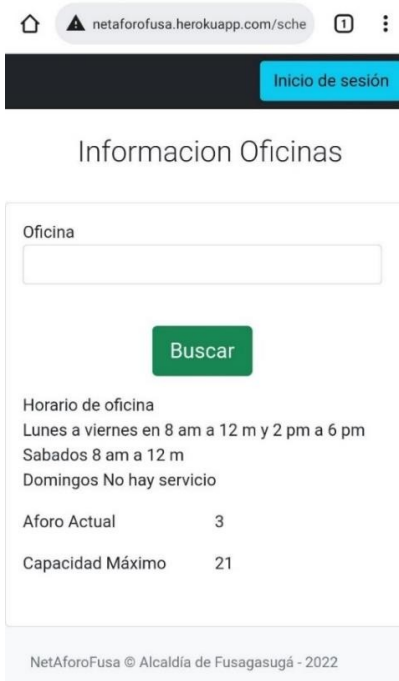 netaforofusa.herokuapp.com/sche
1
Inicio de sesión
Informacion Oficinas
Oficina
Buscar
Horario de oficina
Lunes a viernes en 8 am a 12 m y 2 pm a 6 pm
Sabados 8 am a 12 m
Domingos No hay servicio
Aforo Actual 3
Capacidad Máximo 21
NetAforoFusa © Alcaldía de Fusagasugá - 2022